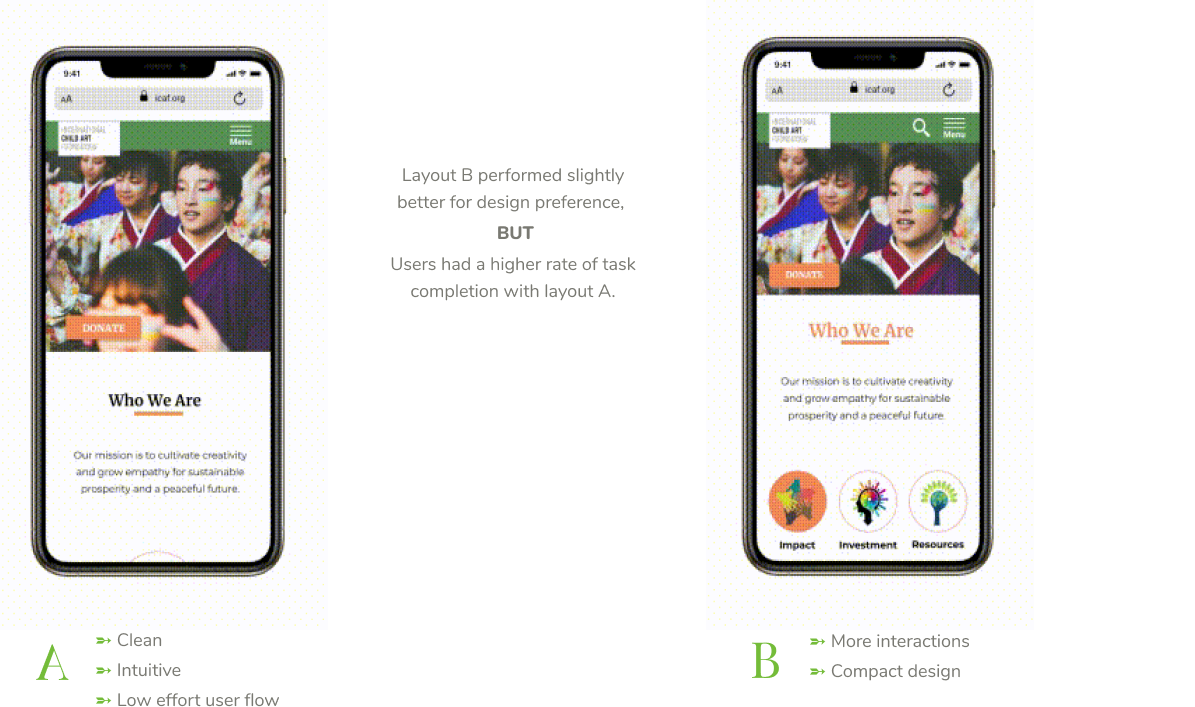 9:41
AA
icaf.org
INTERNATIONAL
CHILD ART
FOUNDATION
Menu
DONATE
Who We Are
Our mission is to cultivate creativity
and grow empathy for sustainable
prosperity and a peaceful future.
A
Clean
Intuitive
Low effort user flow
Layout B performed slightly
better for design preference,
BUT
Users had a higher rate of task
completion with layout A.
9:41
AA
icaf.org
INTERNATIONAL
CHILD ART
FOUNDATION
Menu
DONATE
Who We Are
Our mission is to cultivate creativity
and grow empathy for sustainable
prosperity and a peaceful future.
Impact Investment Resources
B
More interactions
Compact design